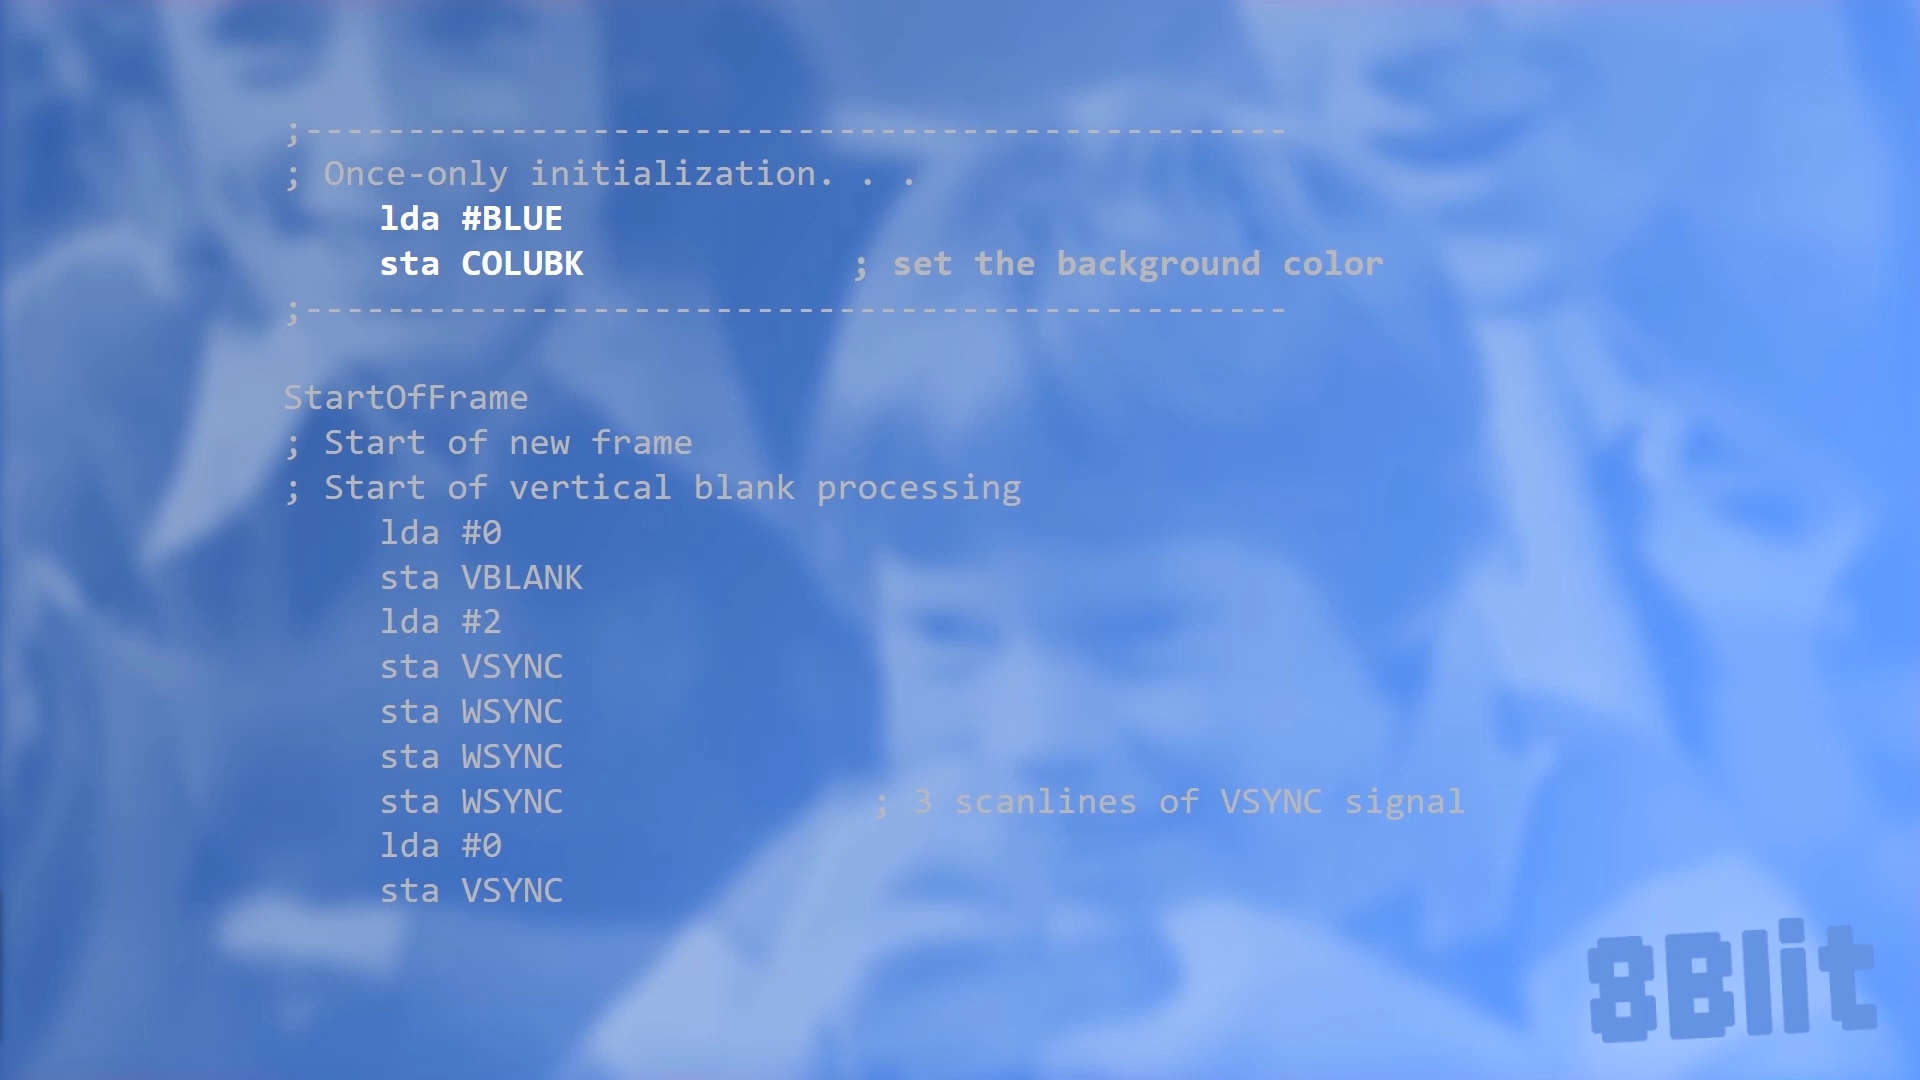 ;-----------------------------------------------
; Once-only initialization. . .
lda #BLUE
sta COLUBK ; set the background color
;-----------------------------------------------
StartOfFrame
; Start of new frame
; Start of vertical blank processing
lda #0
sta VBLANK
lda #2
sta VSYNC
sta WSYNC
sta WSYNC
sta WSYNC ; 3 scanlines of VSYNC signal
lda #0
sta VSYNC
8Blit